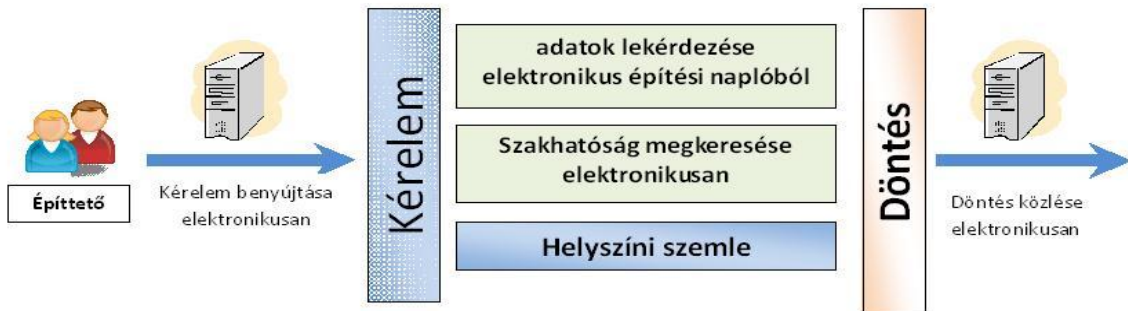 Építtető
Kérelem benyújtása
elektronikusan
Kérelem
adatok lekérdezése
elektronikus építési naplóból
Szakhatóság megkeresése
elektronikusan
Helyszíni szemle
Döntés
Döntés közlése
elektronikusan